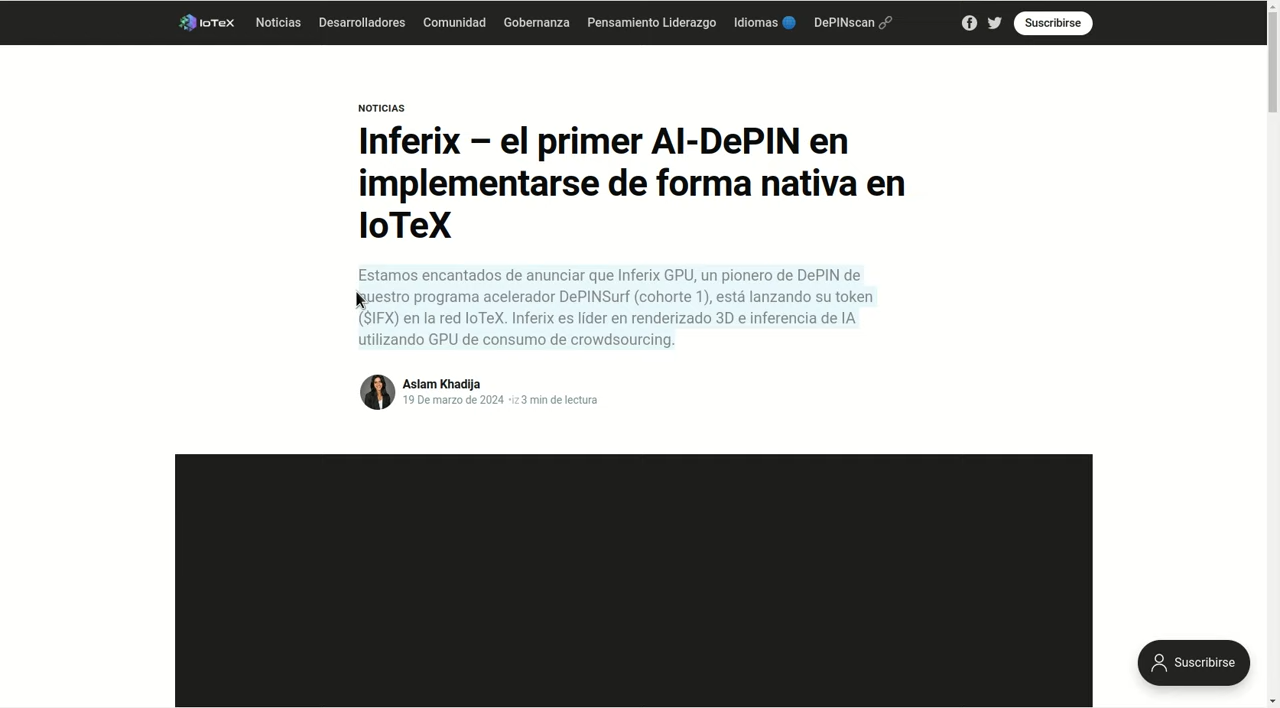 IoTeX Noticias Desarrolladores Comunidad Gobernanza Pensamiento Liderazgo Idiomas DePINscan Suscribirse
NOTICIAS
Inferix – el primer AI-DePIN en
implementarse de forma nativa en
IoTeX
Estamos encantados de anunciar que Inferix GPU, un pionero de DePIN de
nuestro programa acelerador DePINSurf (cohorte 1), está lanzando su token
($IFX) en la red IoTeX. Inferix es líder en renderizado 3D e inferencia de IA
utilizando GPU de consumo de crowdsourcing.
Aslam Khadija
19 De marzo de 2024 •iz 3 min de lectura
Suscribirse